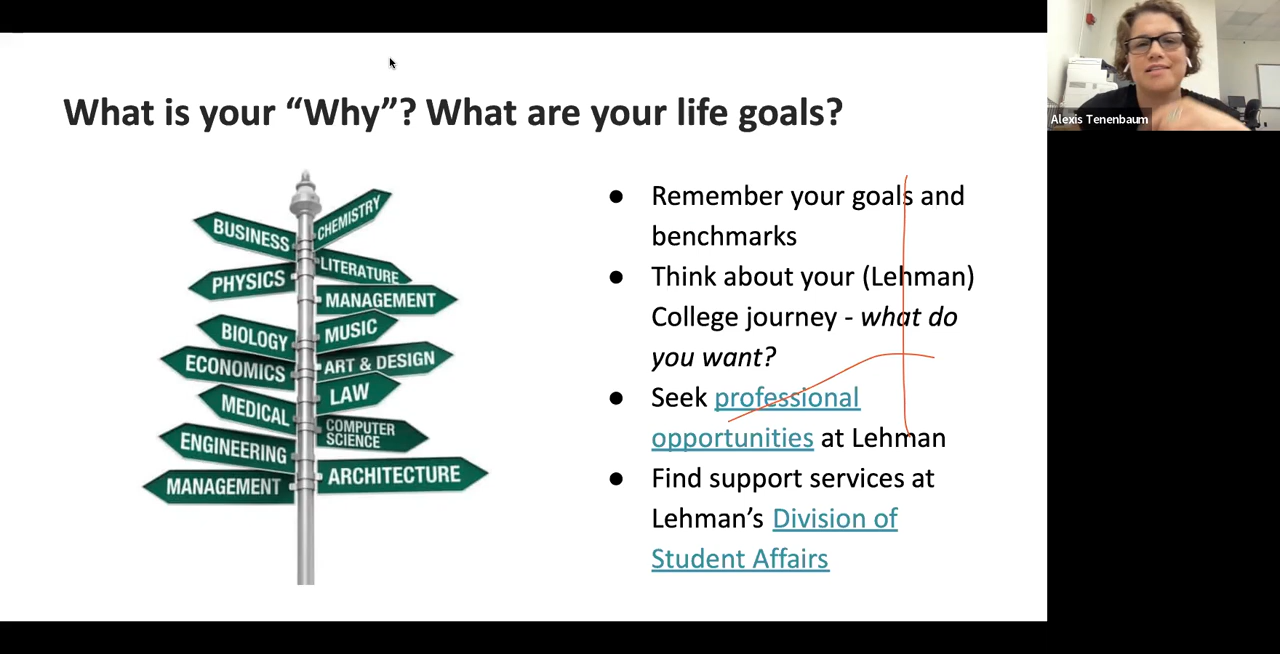 What is your “Why”? What are your life goals?
Alexis Tenenbaum
BUSINESS
CHEMISTRY
LITERATURE
PHYSICS
MANAGEMENT
BIOLOGY
MUSIC
ECONOMICS
ART & DESIGN
LAW
MEDICAL
COMPUTER
SCIENCE
ENGINEERING
ARCHITECTURE
MANAGEMENT
● Remember your goals and
benchmarks
● Think about your (Lehman)
College journey - what do
you want?
● Seek professional
opportunities at Lehman
● Find support services at
Lehman’s Division of
Student Affairs